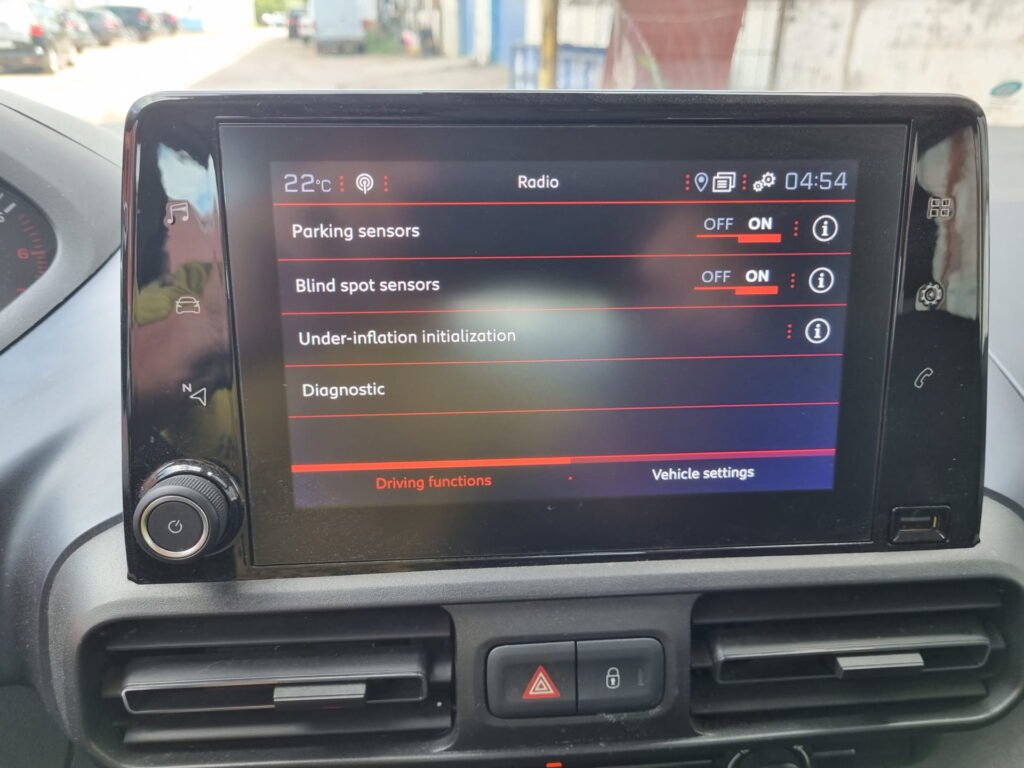 22°C Radio 04:54
Parking sensors OFF ON
Blind spot sensors OFF ON
Under-inflation initialization
Diagnostic
Driving functions Vehicle settings
N
6